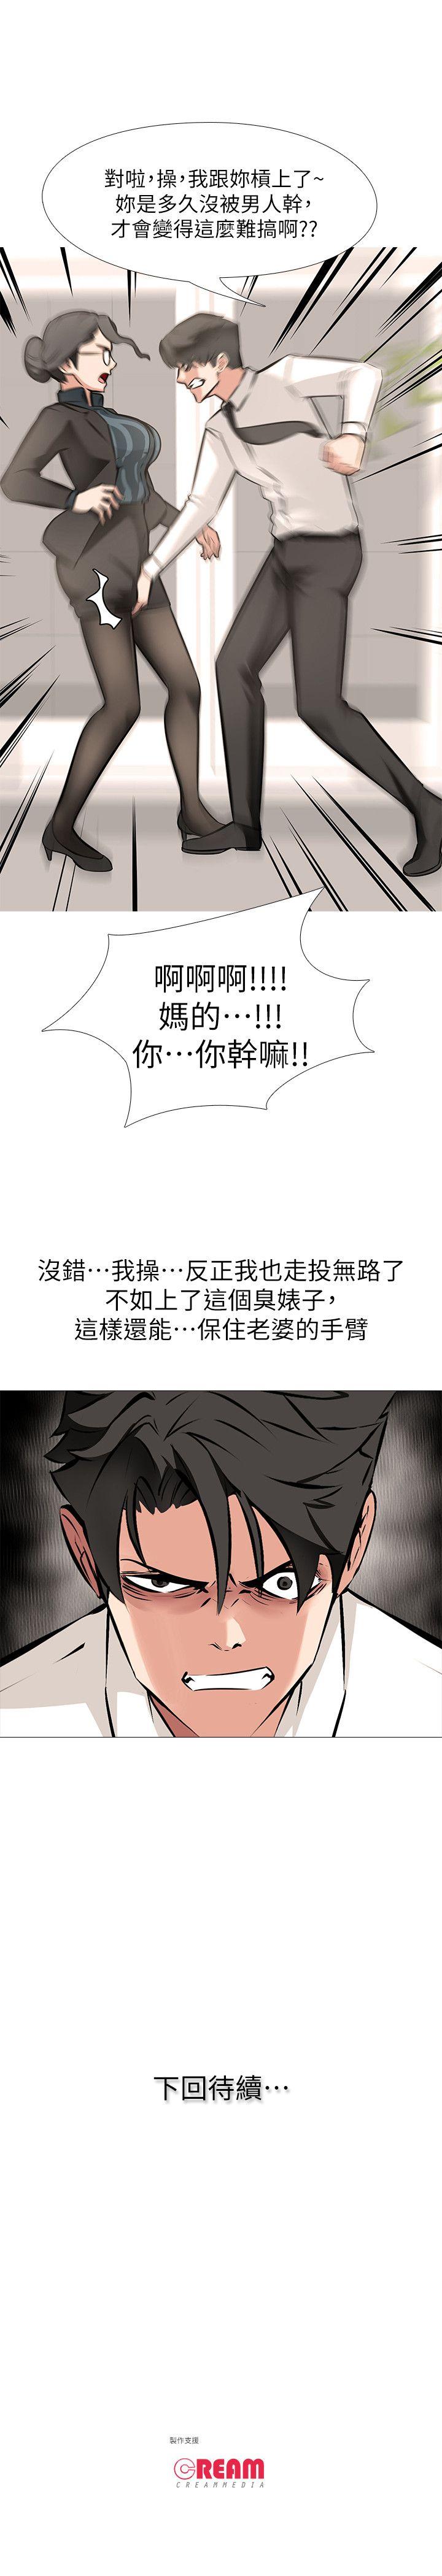 對啦，操，我跟妳槓上了~
妳是多久沒被男人幹，
才會變得這麼難搞啊??
啊啊啊!!!!
媽的⋯!!!
你⋯你幹嘛!!
沒錯⋯我操⋯反正我也走投無路了
不如上了這個臭婊子，
這樣還能⋯保住老婆的手臂
下回待續⋯
製作支援
CREAM
CREAMMEDIA